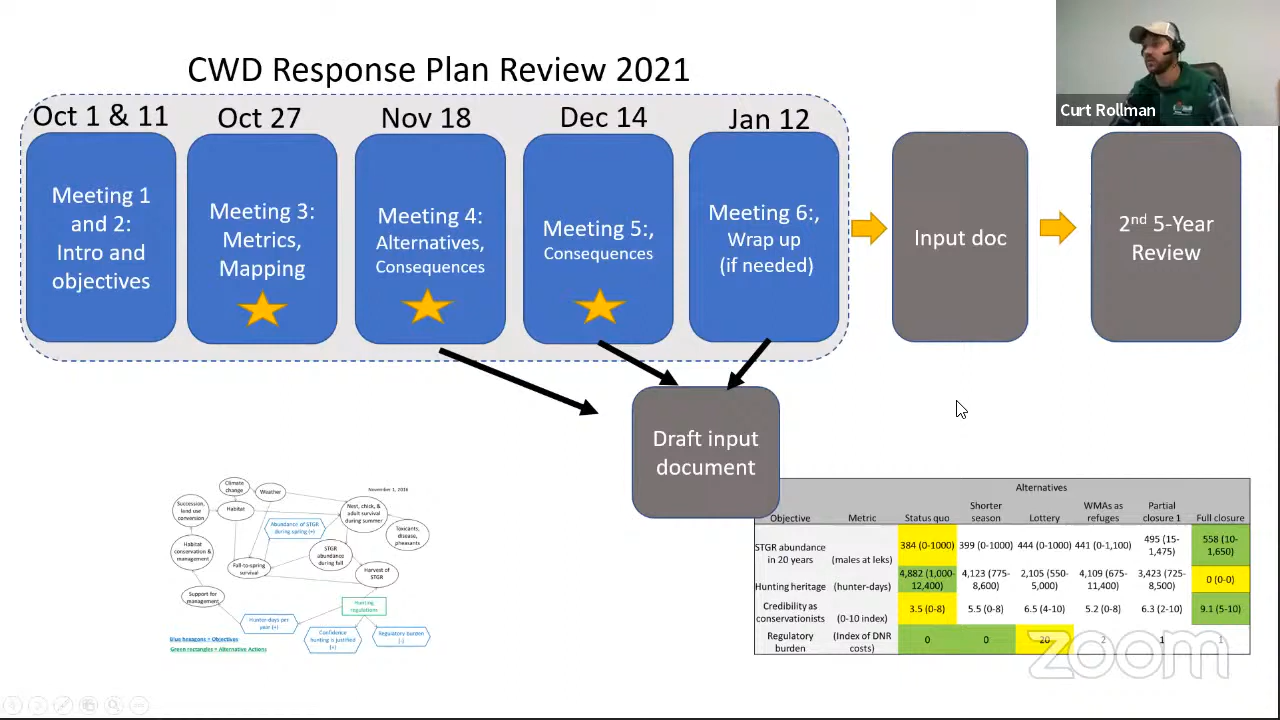 CWD Response Plan Review 2021
Curt Rollman
Oct 1 & 11
Oct 27
Nov 18
Dec 14
Jan 12
Meeting 1
and 2:
Intro and
objectives
Meeting 3:
Metrics,
Mapping
Meeting 4:
Alternatives,
Consequences
Meeting 5:,
Consequences
Meeting 6:,
Wrap up
(if needed)
Input doc
2nd 5-Year
Review
Draft input
document
November 1, 2016
Climate
change
Weather
Succession,
land use
conversion
Habitat
Nest, chick, &
adult survival
during summer
Abundance of STGR
during spring (+)
Toxicants,
disease,
pheasants
Habitat
conservation &
management
STGR
abundance
during fall
Fall-to-spring
survival
Harvest of
STGR
Support for
management
Hunting
regulations
Hunter-days per
year (+)
Confidence
hunting is justified
(+)
Regulatory burden
(-)
Blue hexagons = Objectives
Green rectangles = Alternative Actions
Alternatives
Objective Metric Status quo Shorter season Lottery WMAs as refuges Partial closure 1 Full closure
STGR abundance in 20 years (males at leks) 384 (0-1000) 399 (0-1000) 444 (0-1000) 441 (0-1,100) 495 (15-1,475) 558 (10-1,650)
Hunting heritage (hunter-days) 4,882 (1,000-12,400) 4,123 (775-8,600) 2,105 (550-5,000) 4,109 (675-11,400) 3,423 (725-8,500) 0 (0-0)
Credibility as conservationists (0-10 index) 3.5 (0-8) 5.5 (0-8) 6.5 (4-10) 5.2 (0-8) 6.3 (2-10) 9.1 (5-10)
Regulatory burden (index of DNR costs) 0 0 20 2 1 1
zoom